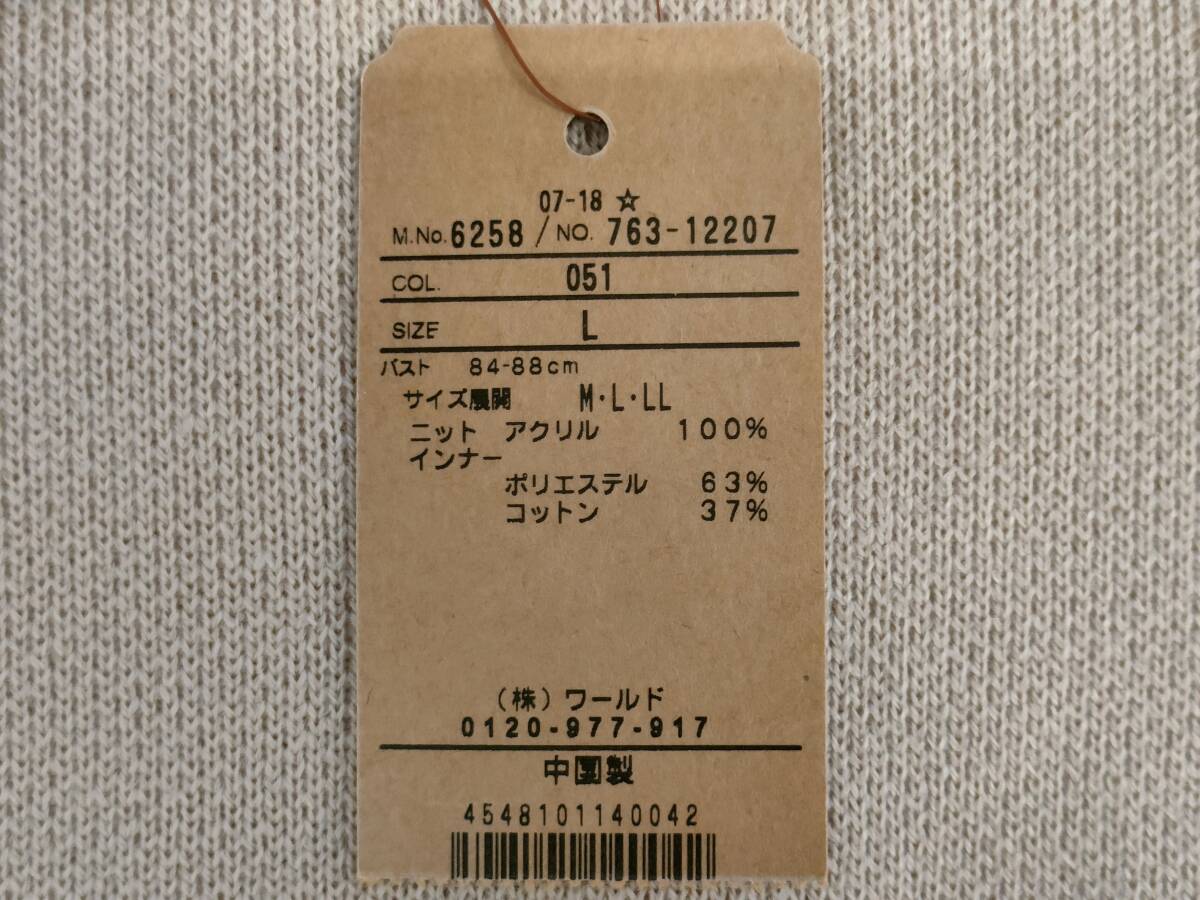 07-18 ☆
M.No.6258 / NO. 763-12207
COL. 051
SIZE L
バスト 84-88cm
サイズ展開 M・L・LL
ニット アクリル 100%
インナー
ポリエステル 63%
コットン 37%
(株)ワールド
0120-977-917
中国製
4548101140042